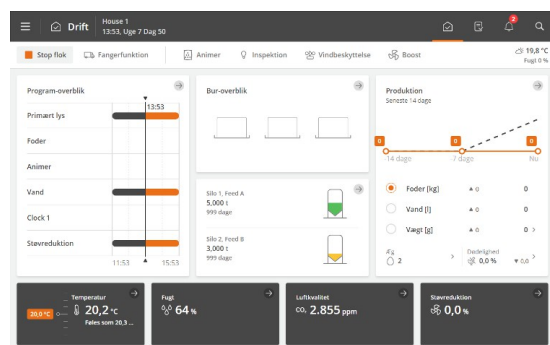 Drift
House 1
13:53, Uge 7 Dag 50
2
Stop flok
Fangerfunktion
Animer
Inspektion
Vindbeskyttelse
Boost
19,8 °C
Fugt 0 %
Program-overblik
13:53
Primært lys
Foder
Animer
Vand
Clock 1
Støvreduktion
11:53
15:53
Bur-overblik
Silo 1, Feed A
5,000 t
999 dage
Silo 2, Feed B
3,000 t
999 dage
Produktion
Seneste 14 dage
0 0 0
-14 dage -7 dage Nu
Foder [kg] ▲ 0 0
Vand [l] ▲ 0 0
Vægt [g] ▲ 0 0
Æg
2
Dødelighed
0,0 % ▼ 0,0
Temperatur
20,0 °C
20,2 °C
Føles som 20,3 ...
Fugt
64 %
Luftkvalitet
CO₂ 2.855 ppm
Støvreduktion
0,0 %